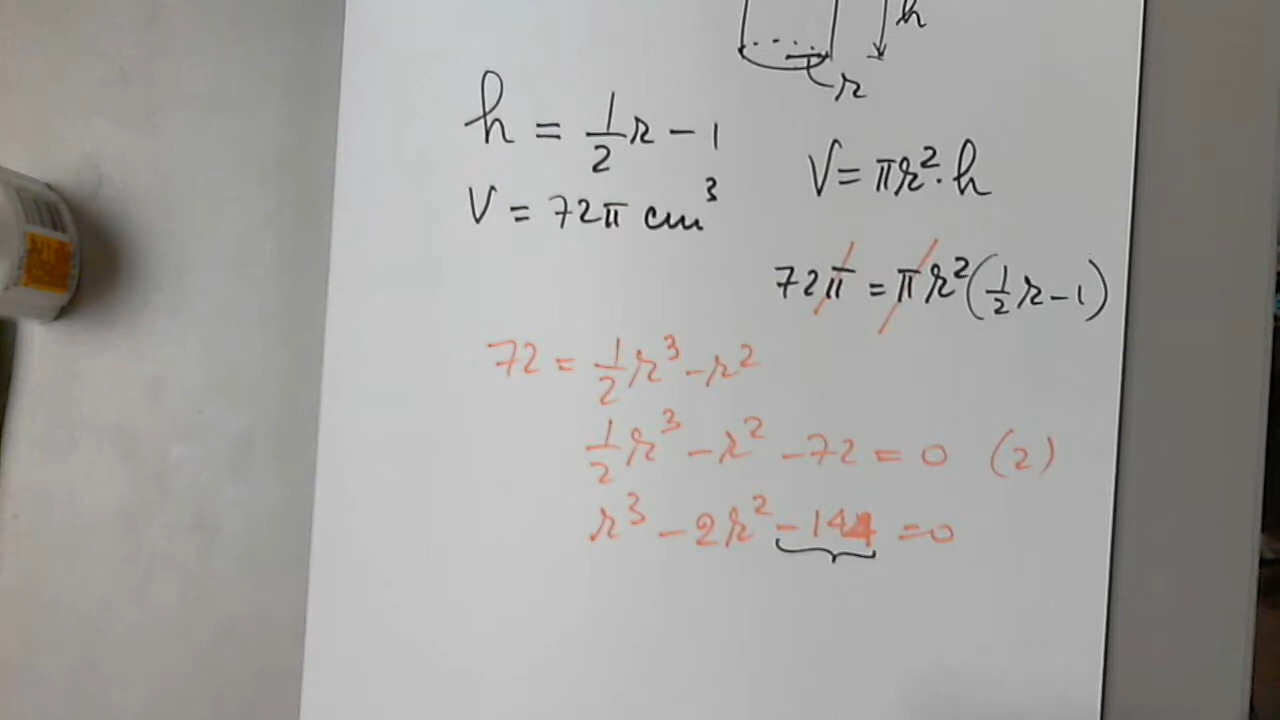 h
r
h = 1/2 r - 1
V = πr²·h
V = 72π cm³
72π = πr²(1/2 r - 1)
72 = 1/2 r³ - r²
1/2 r³ - r² - 72 = 0 (2)
r³ - 2r² - 144 = 0